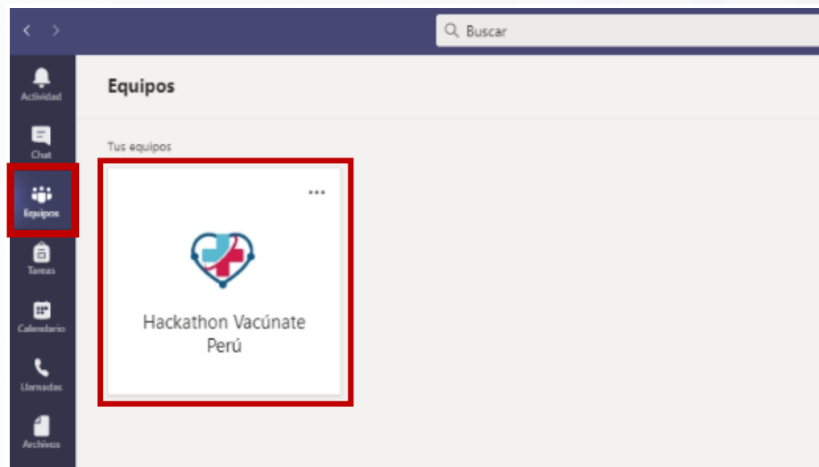 Buscar
Actividad
Equipos
Chat
Tus equipos
Equipos
...
Tareas
Hackathon Vacúnate
Perú
Calendario
Llamadas
Archivos